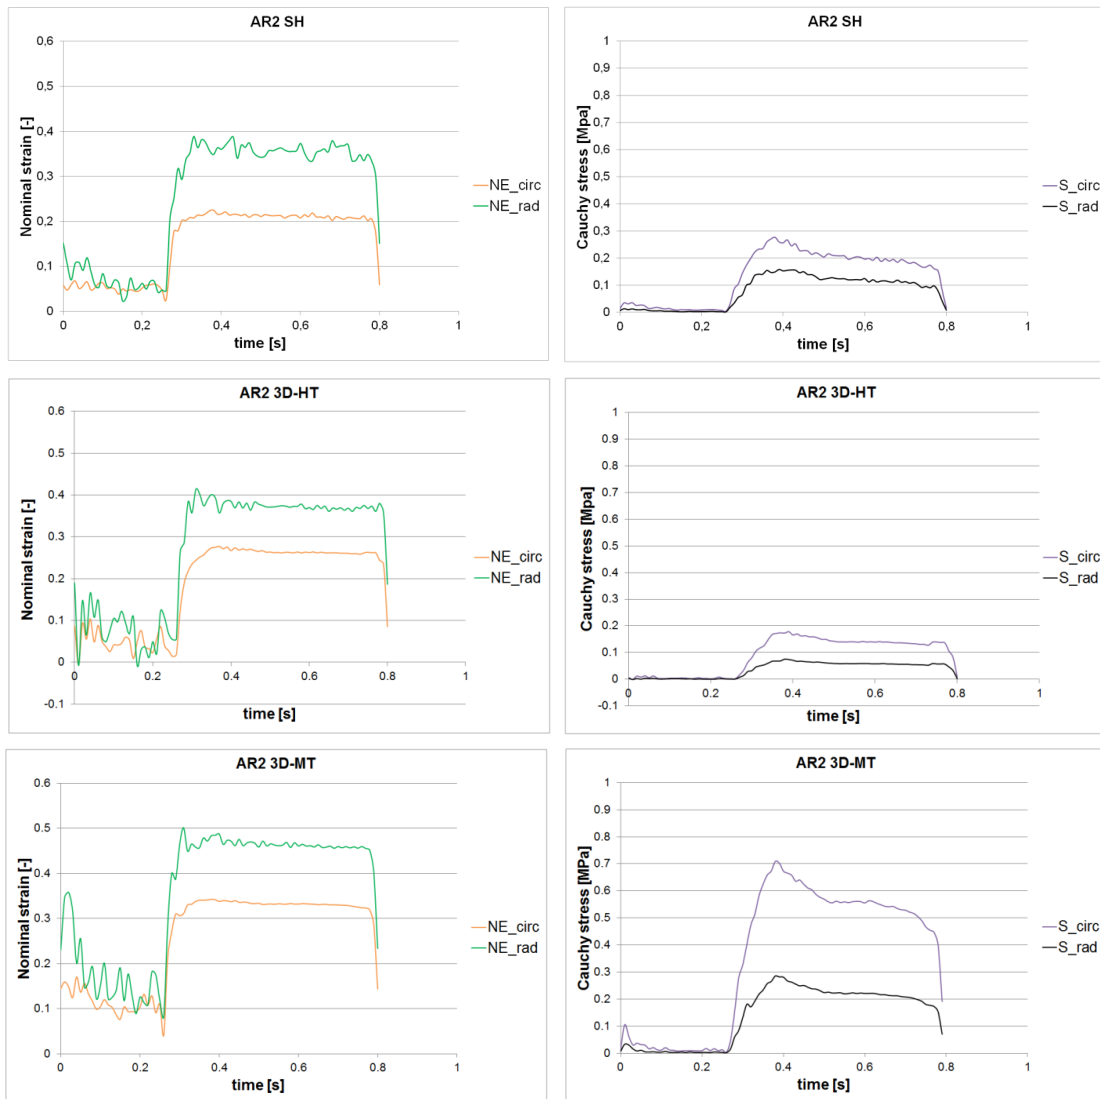 AR2 SH
0,6
0,5
0,4
0,3
0,2
0,1
0
Nominal strain [-]
0 0,2 0,4 0,6 0,8 1
time [s]
NE_circ
NE_rad
AR2 SH
1
0,9
0,8
0,7
0,6
0,5
0,4
0,3
0,2
0,1
0
Cauchy stress [Mpa]
0 0,2 0,4 0,6 0,8 1
time [s]
S_circ
S_rad
AR2 3D-HT
0.6
0.5
0.4
0.3
0.2
0.1
0
-0.1
Nominal strain [-]
0 0.2 0.4 0.6 0.8 1
time [s]
NE_circ
NE_rad
AR2 3D-HT
1
0.9
0.8
0.7
0.6
0.5
0.4
0.3
0.2
0.1
0
-0.1
Cauchy stress [Mpa]
0 0.2 0.4 0.6 0.8 1
time [s]
S_circ
S_rad
AR2 3D-MT
0.6
0.5
0.4
0.3
0.2
0.1
0
Nominal strain [-]
0 0.2 0.4 0.6 0.8 1
time [s]
NE_circ
NE_rad
AR2 3D-MT
1
0.9
0.8
0.7
0.6
0.5
0.4
0.3
0.2
0.1
0
Cauchy stress [MPa]
0 0.2 0.4 0.6 0.8 1
time [s]
S_circ
S_rad